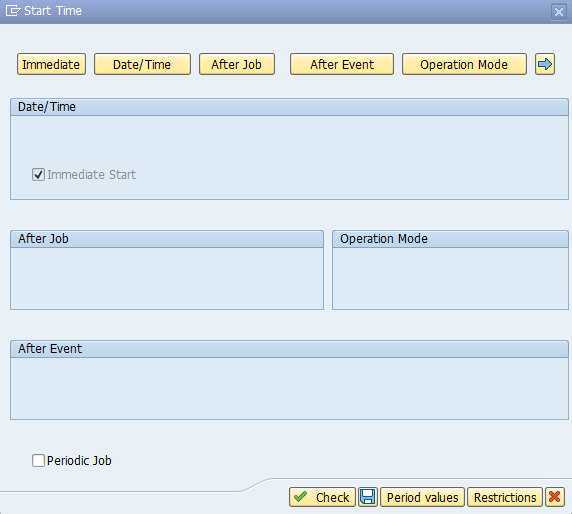 Start Time
Immediate Date/Time After Job After Event Operation Mode
Date/Time
Immediate Start
After Job Operation Mode
After Event
Periodic Job
Check Period values Restrictions